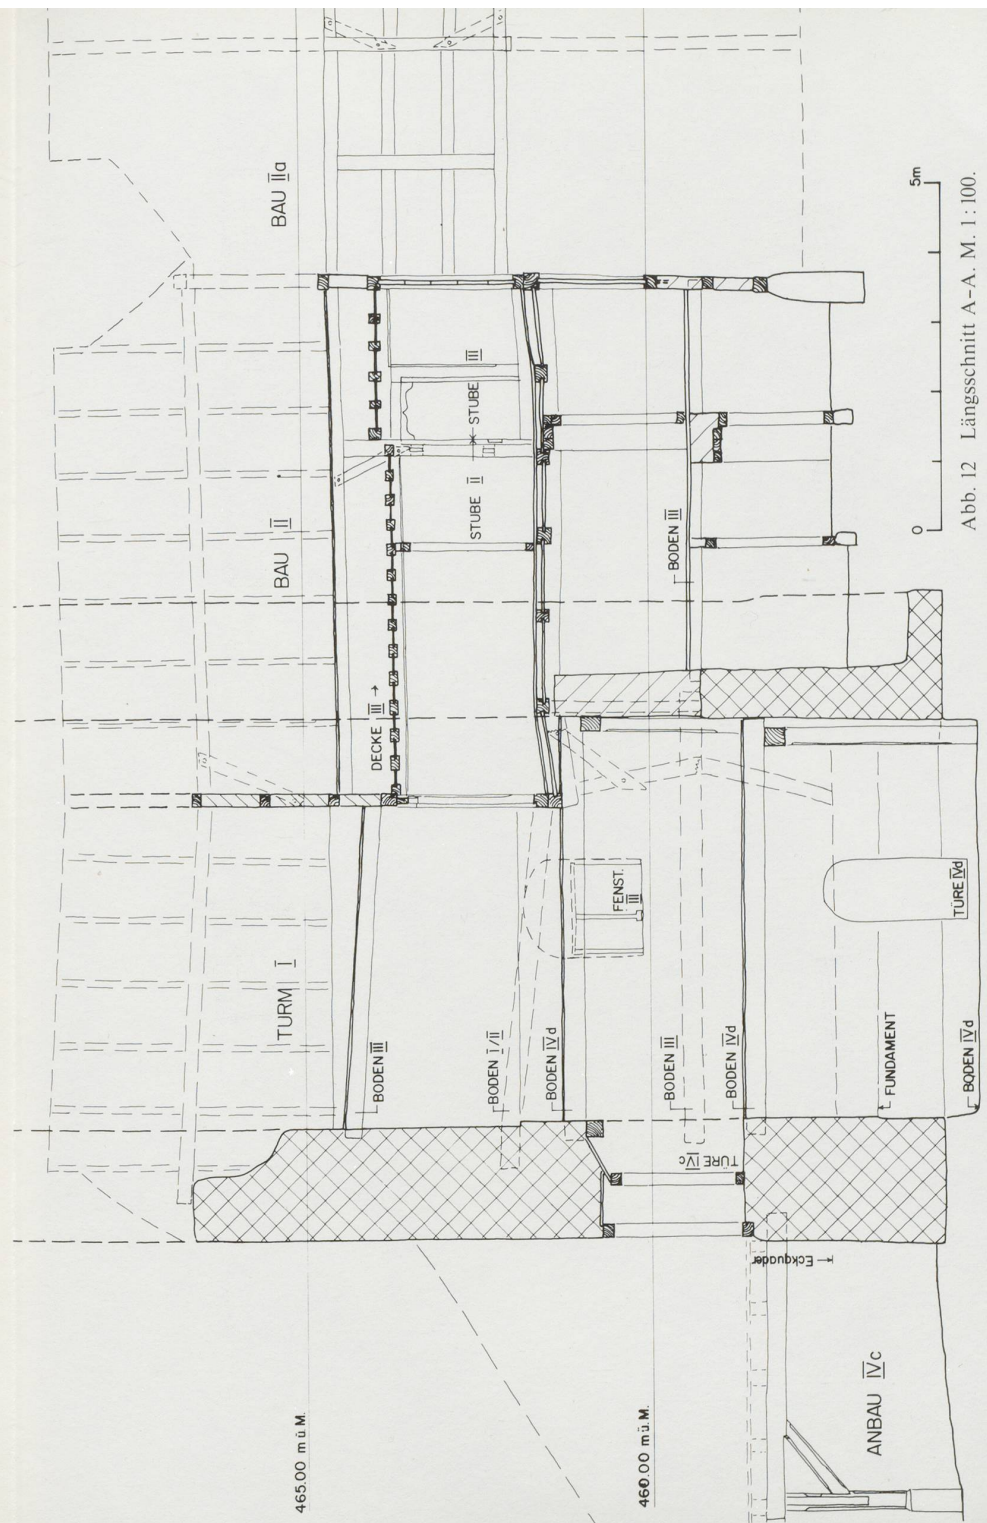 TURM I
BAU II
BAU IIa
DECKE III →
STUBE II
STUBE III
BODEN III
BODEN I/II
BODEN IVd
FENST.
III
BODEN III
BODEN III
BODEN IVd
TÜRE IVc
TÜRE IVd
FUNDAMENT
BODEN IVd
Eckquader
ANBAU IVc
465.00 m ü.M.
460.00 m ü.M.
0
5m
Abb. 12 Längsschnitt A–A. M. 1:100.